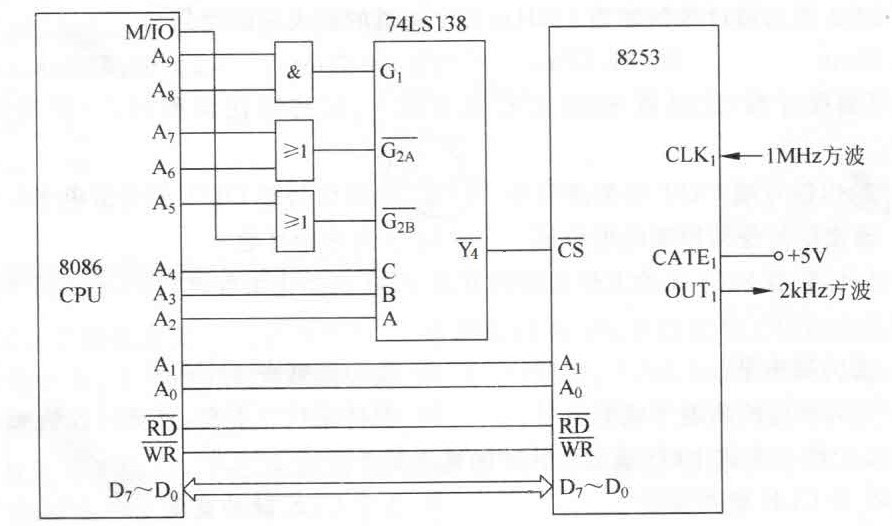 74LS138
8253
8086
CPU
M/IO
A₉
A₈
A₇
A₆
A₅
A₄
A₃
A₂
A₁
A₀
RD
WR
D₇～D₀
&
≥1
≥1
G₁
G₂A
G₂B
C
B
A
Y₄
CS
A₁
A₀
RD
WR
D₇～D₀
CLK₁
1MHz方波
CATE₁
+5V
OUT₁
2kHz方波